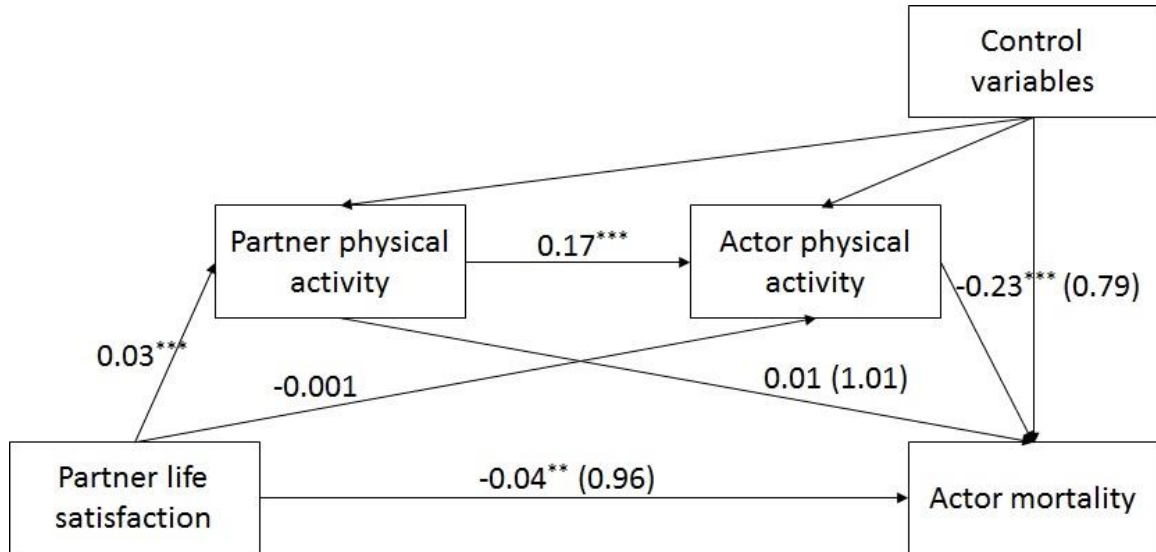 Control
variables
Partner physical
activity
0.17***
Actor physical
activity
-0.23*** (0.79)
0.03***
-0.001
0.01 (1.01)
Partner life
satisfaction
-0.04** (0.96)
Actor mortality